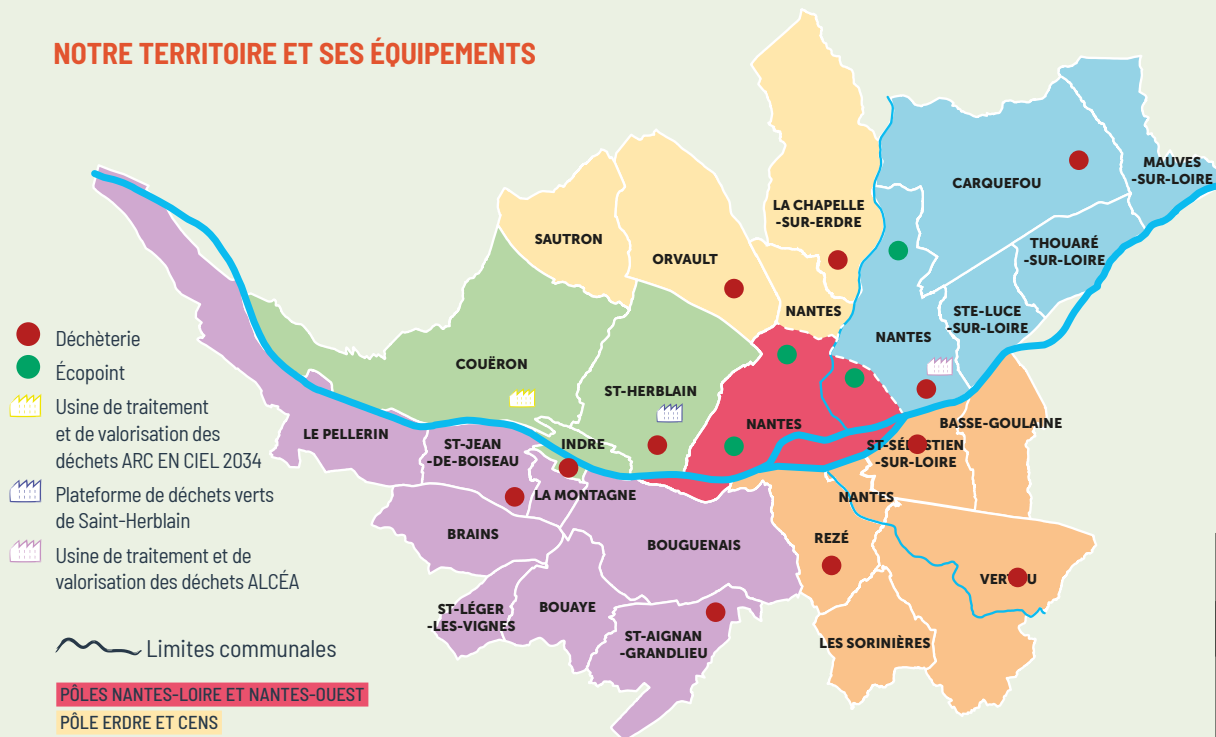 NOTRE TERRITOIRE ET SES ÉQUIPEMENTS
Déchèterie
Écopoint
Usine de traitement
et de valorisation des
déchets ARC EN CIEL 2034
Plateforme de déchets verts
de Saint-Herblain
Usine de traitement et de
valorisation des déchets ALCÉA
Limites communales
PÔLES NANTES-LOIRE ET NANTES-OUEST
PÔLE ERDRE ET CENS
MAUVES
-SUR-LOIRE
CARQUEFOU
LA CHAPELLE
-SUR-ERDRE
SAUTRON
THOUARÉ
-SUR-LOIRE
ORVAULT
NANTES
STE-LUCE
-SUR-LOIRE
NANTES
COUËRON
ST-HERBLAIN
NANTES
BASSE-GOULAINE
LE PELLERIN
ST-JEAN
-DE-BOISEAU
INDRE
ST-SÉBASTIEN
-SUR-LOIRE
LA MONTAGNE
NANTES
BRAINS
BOUGUENAIS
REZÉ
VERTOU
ST-LÉGER
-LES-VIGNES
BOUAYE
ST-AIGNAN
-GRANDLIEU
LES SORINIÈRES